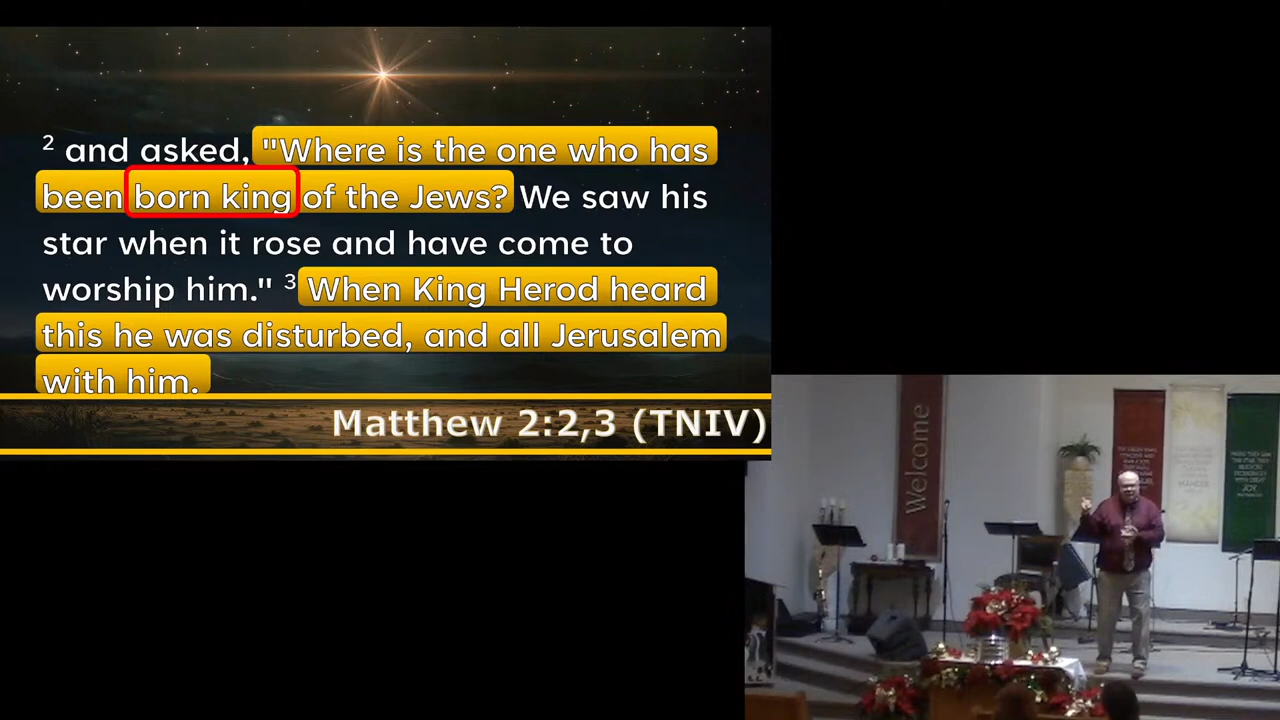 ² and asked, "Where is the one who has
been born king of the Jews? We saw his
star when it rose and have come to
worship him." ³ When King Herod heard
this he was disturbed, and all Jerusalem
with him.
Matthew 2:2,3 (TNIV)
Welcome